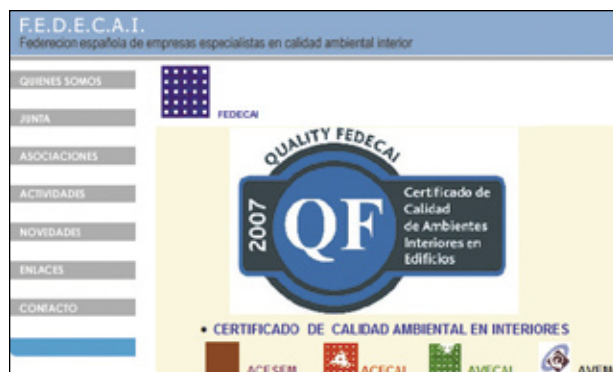 F.E.D.E.C.A.I.
Federecion española de empresas especialistas en calidad ambiental interior
QUIENES SOMOS
JUNTA
ASOCIACIONES
ACTIVIDADES
NOVEDADES
ENLACES
CONTACTO
FEDECAI
QUALITY FEDECAI
2007
QF
Certificado de
Calidad
de Ambientes
Interiores en
Edificios
• CERTIFICADO DE CALIDAD AMBIENTAL EN INTERIORES
ACESEM
ACECAI
AVECAI